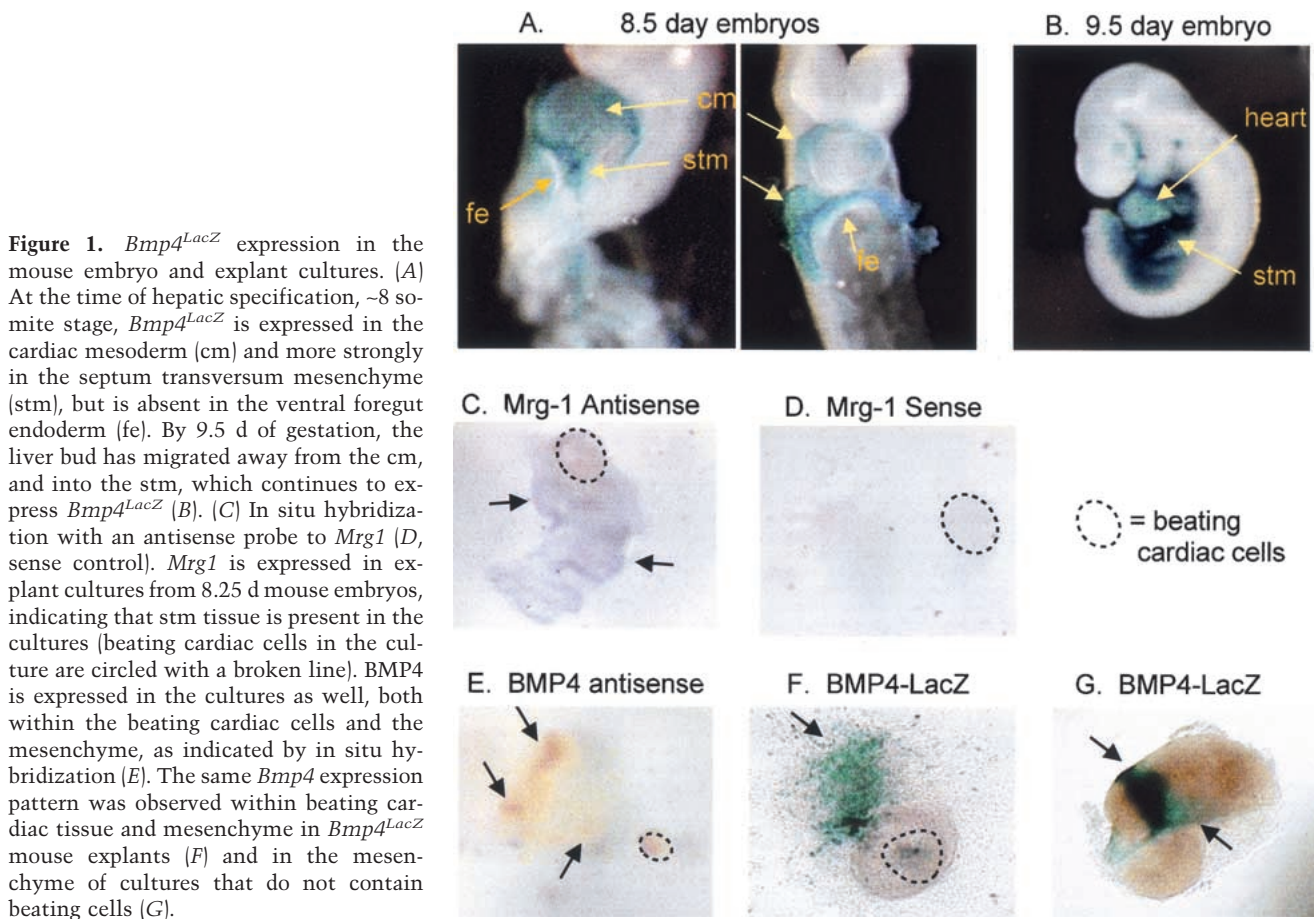 A. 8.5 day embryos
B. 9.5 day embryo
cm
stm
fe
fe
heart
stm
C. Mrg-1 Antisense
D. Mrg-1 Sense
= beating
cardiac cells
E. BMP4 antisense
F. BMP4-LacZ
G. BMP4-LacZ
Figure 1. Bmp4LacZ expression in the
mouse embryo and explant cultures. (A)
At the time of hepatic specification, ~8 so-
mite stage, Bmp4LacZ is expressed in the
cardiac mesoderm (cm) and more strongly
in the septum transversum mesenchyme
(stm), but is absent in the ventral foregut
endoderm (fe). By 9.5 d of gestation, the
liver bud has migrated away from the cm,
and into the stm, which continues to ex-
press Bmp4LacZ (B). (C) In situ hybridiza-
tion with an antisense probe to Mrg1 (D,
sense control). Mrg1 is expressed in ex-
plant cultures from 8.25 d mouse embryos,
indicating that stm tissue is present in the
cultures (beating cardiac cells in the cul-
ture are circled with a broken line). BMP4
is expressed in the cultures as well, both
within the beating cardiac cells and the
mesenchyme, as indicated by in situ hy-
bridization (E). The same Bmp4 expression
pattern was observed within beating car-
diac tissue and mesenchyme in Bmp4LacZ
mouse explants (F) and in the mesen-
chyme of cultures that do not contain
beating cells (G).